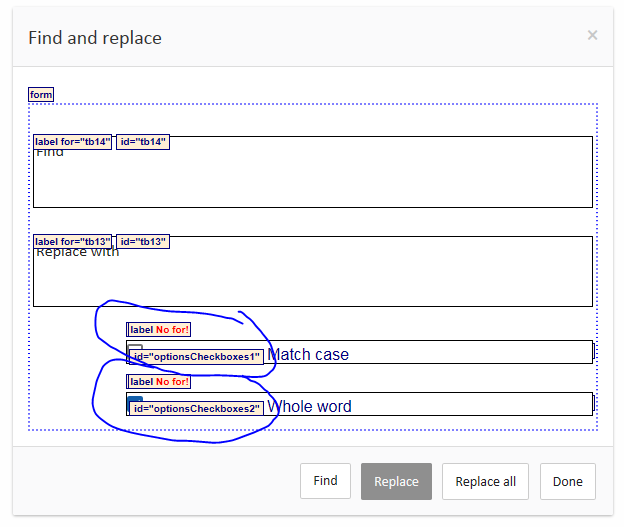 Find and replace ×
form
label for="tb14" id="tb14"
Find
label for="tb13" id="tb13"
Replace with
label No for!
id="optionsCheckboxes1" Match case
label No for!
id="optionsCheckboxes2" Whole word
Find Replace Replace all Done